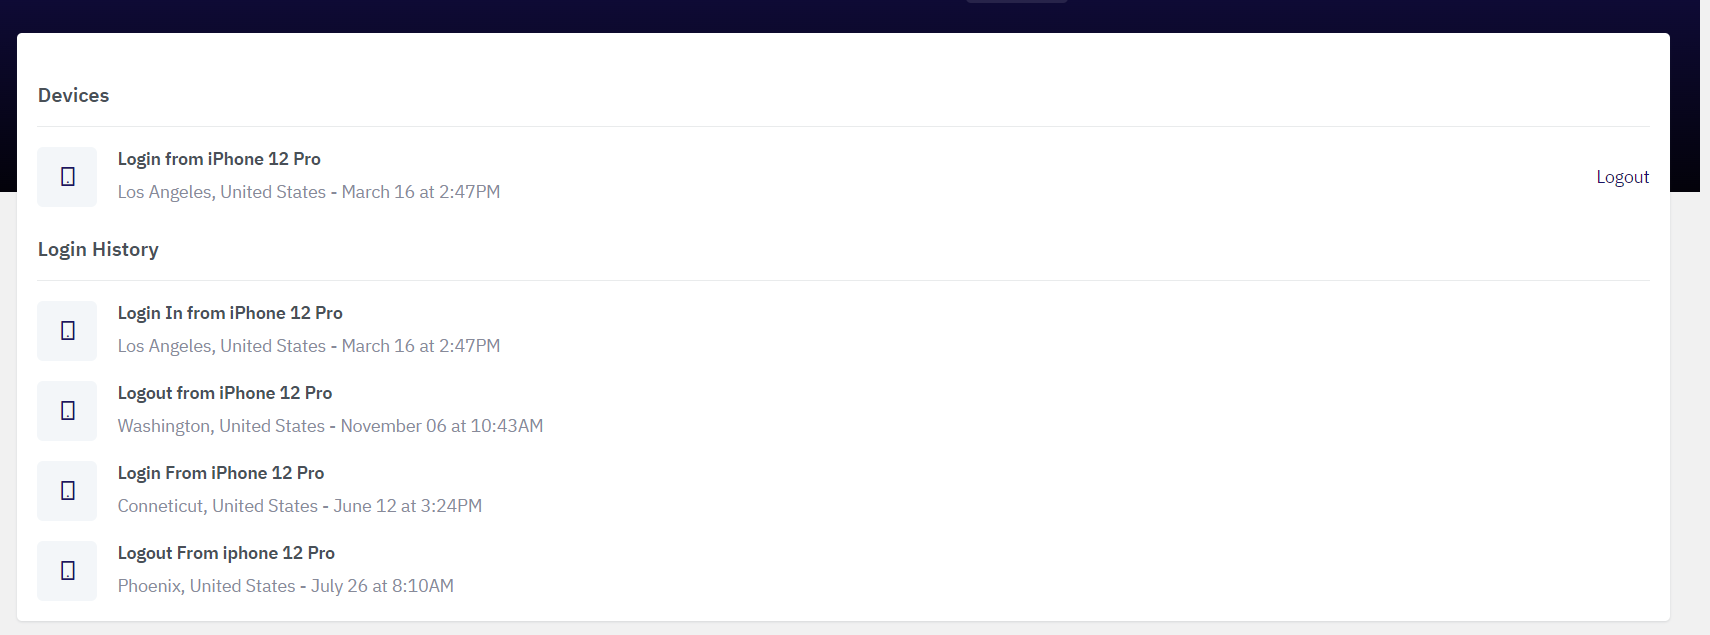 Devices
Login from iPhone 12 Pro
Los Angeles, United States - March 16 at 2:47PM
Logout
Login History
Login In from iPhone 12 Pro
Los Angeles, United States - March 16 at 2:47PM
Logout from iPhone 12 Pro
Washington, United States - November 06 at 10:43AM
Login From iPhone 12 Pro
Conneticut, United States - June 12 at 3:24PM
Logout From iphone 12 Pro
Phoenix, United States - July 26 at 8:10AM